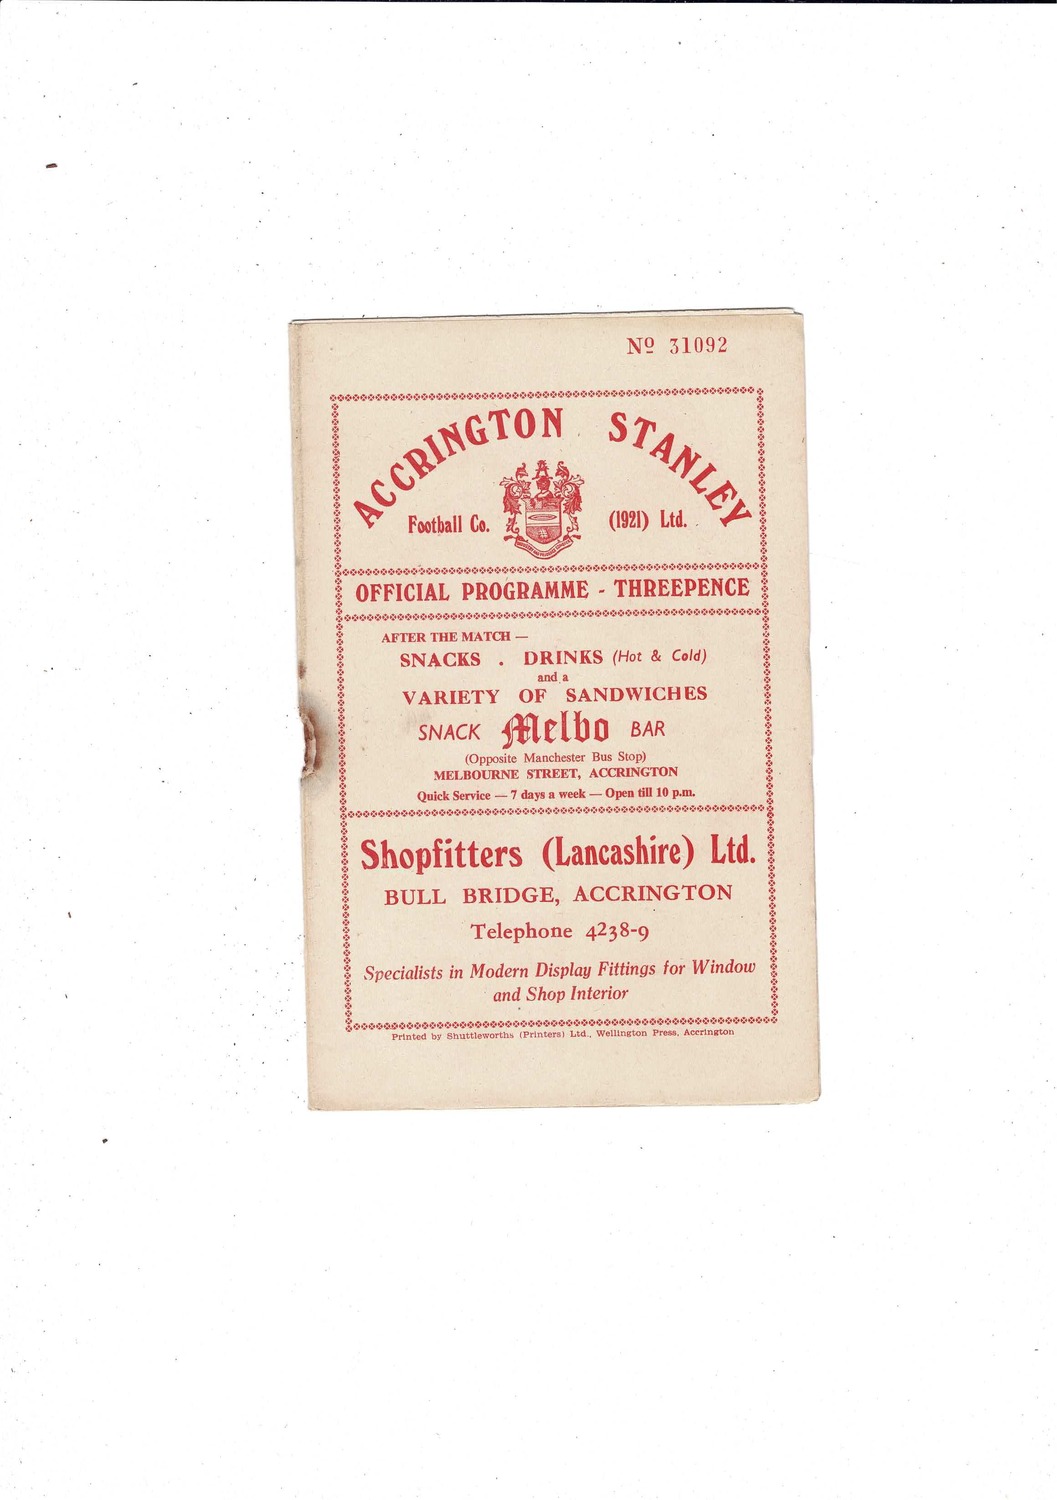 Nº 31092
ACCRINGTON STANLEY
Football Co. (1921) Ltd.
OFFICIAL PROGRAMME - THREEPENCE
AFTER THE MATCH —
SNACKS . DRINKS (Hot & Cold)
and a
VARIETY OF SANDWICHES
SNACK Melbo BAR
(Opposite Manchester Bus Stop)
MELBOURNE STREET, ACCRINGTON
Quick Service — 7 days a week — Open till 10 p.m.
Shopfitters (Lancashire) Ltd.
BULL BRIDGE, ACCRINGTON
Telephone 4238-9
Specialists in Modern Display Fittings for Window
and Shop Interior
Printed by Shuttleworths (Printers) Ltd., Wellington Press, Accrington